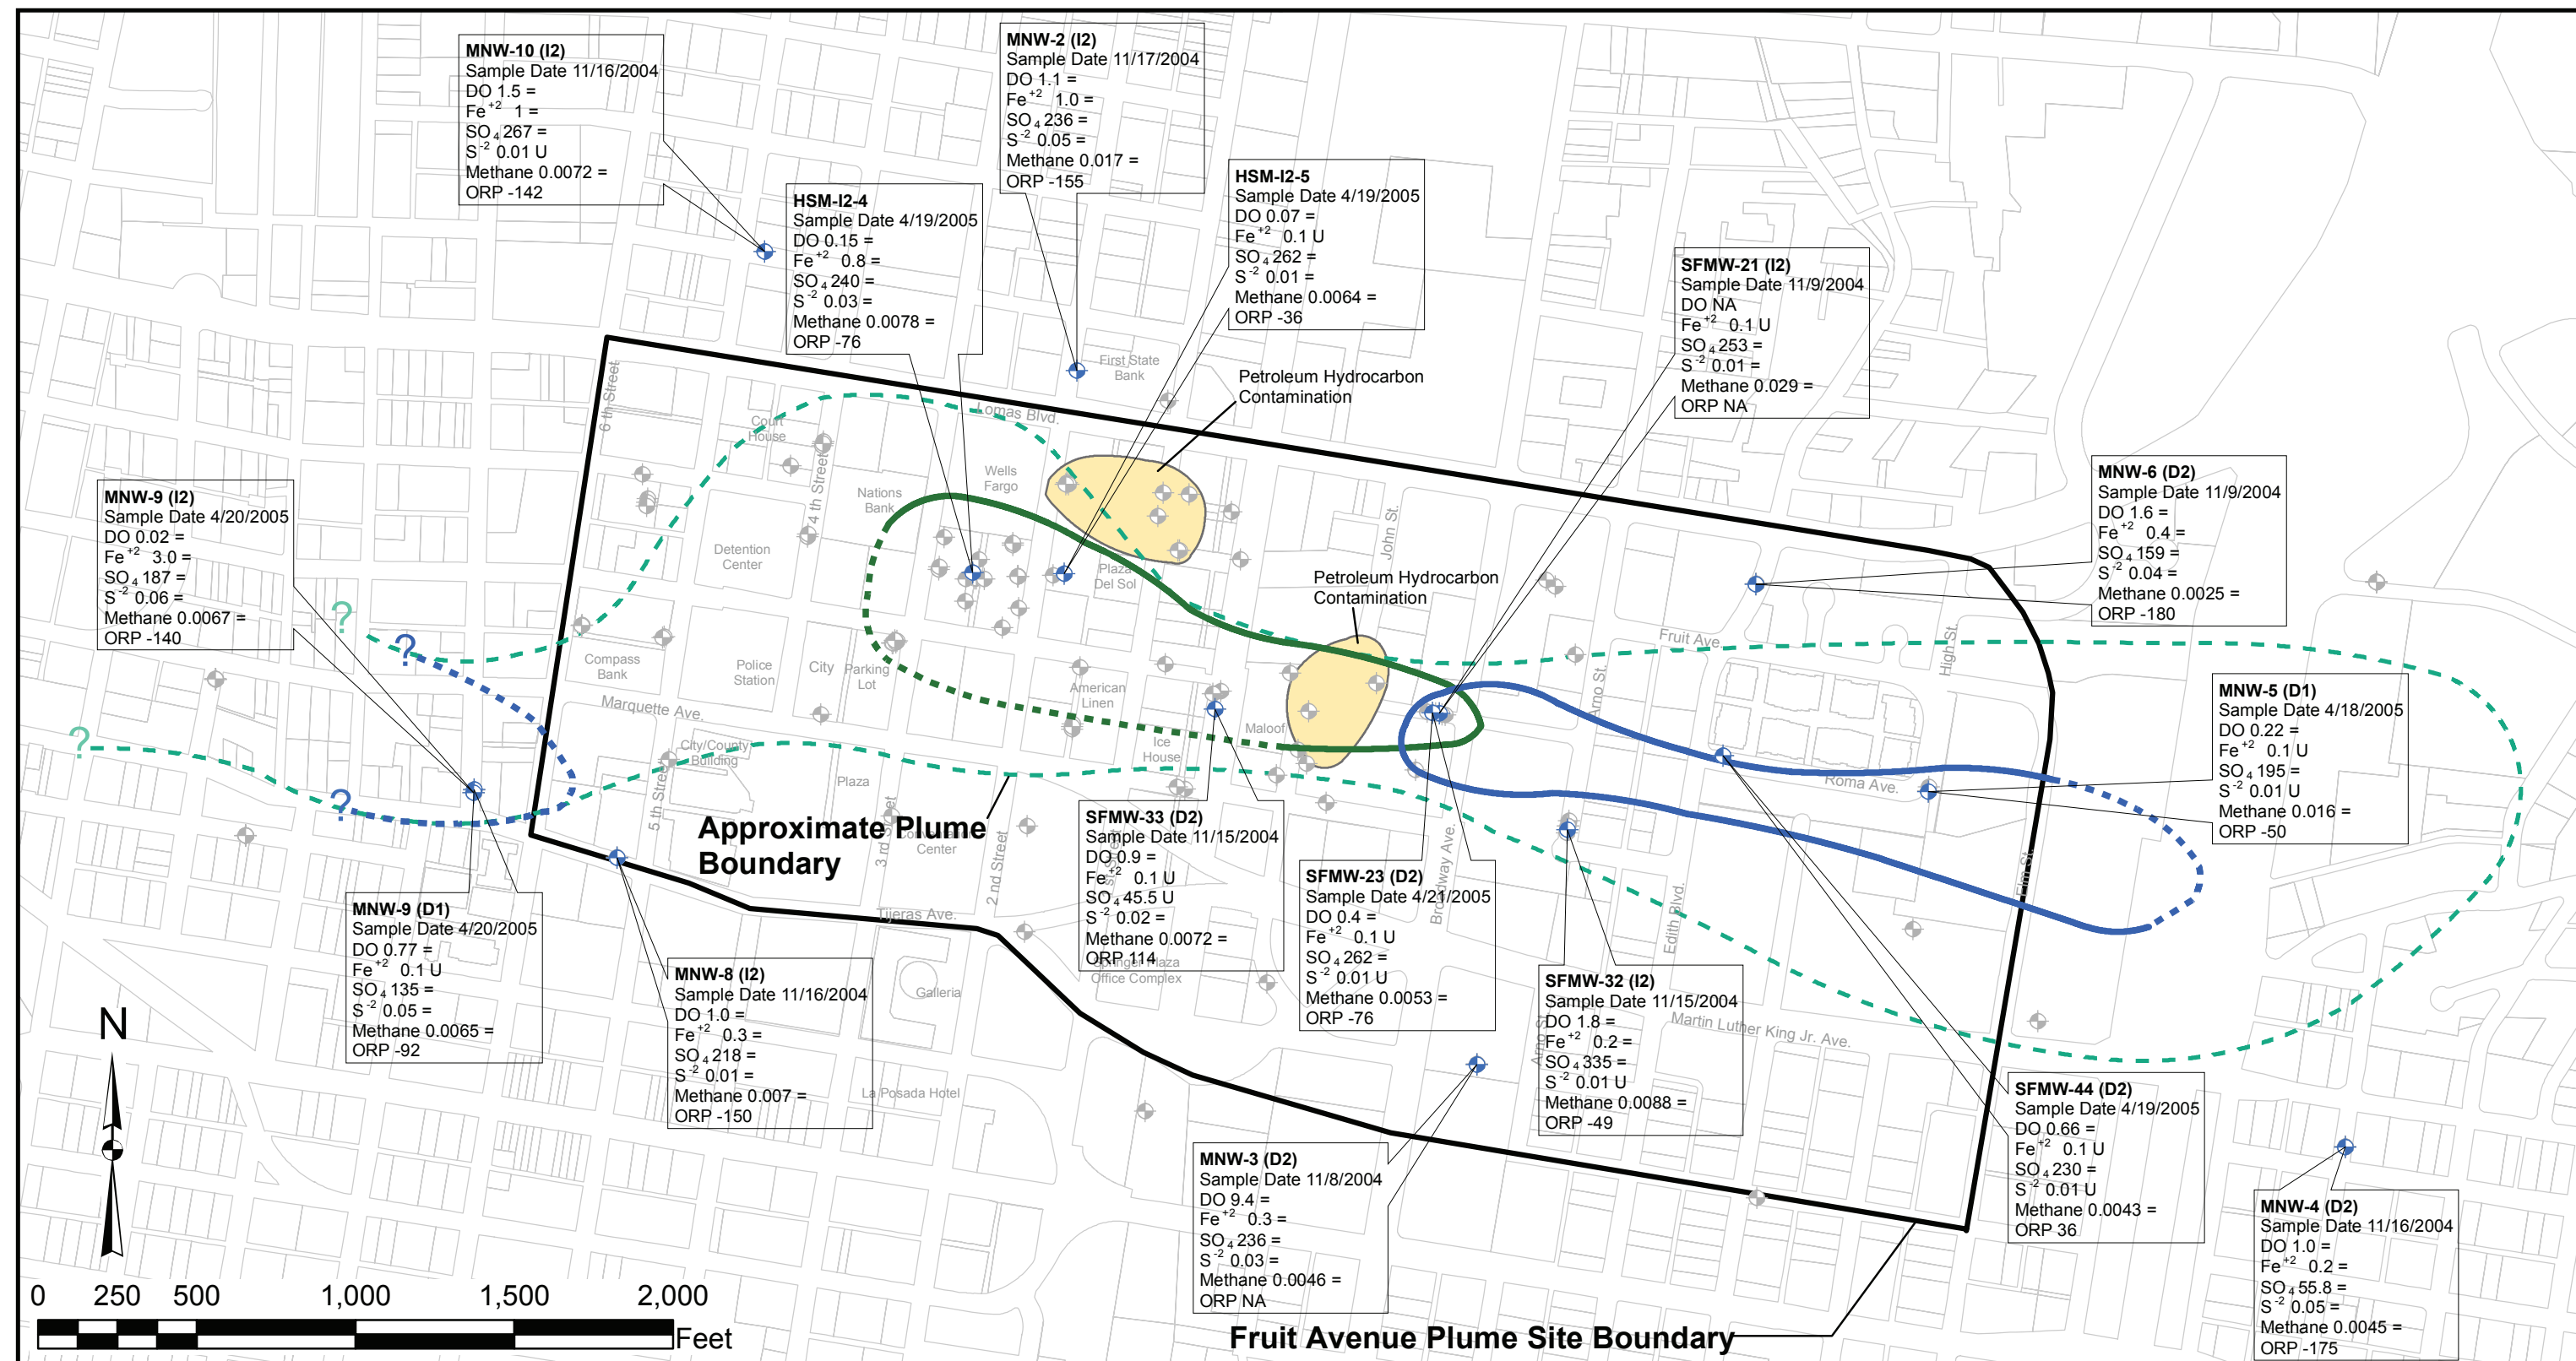 MNW-10 (I2)
Sample Date 11/16/2004
DO 1.5 =
Fe+2 1 =
SO4 267 =
S-2 0.01 U
Methane 0.0072 =
ORP -142
MNW-2 (I2)
Sample Date 11/17/2004
DO 1.1 =
Fe+2 1.0 =
SO4 236 =
S-2 0.05 =
Methane 0.017 =
ORP -155
HSM-I2-4
Sample Date 4/19/2005
DO 0.15 =
Fe+2 0.8 =
SO4 240 =
S-2 0.03 =
Methane 0.0078 =
ORP -76
HSM-I2-5
Sample Date 4/19/2005
DO 0.07 =
Fe+2 0.1 U
SO4 262 =
S-2 0.01 =
Methane 0.0064 =
ORP -36
SFMW-21 (I2)
Sample Date 11/9/2004
DO NA
Fe+2 0.1 U
SO4 253 =
S-2 0.01 =
Methane 0.029 =
ORP NA
First State
Bank
Petroleum Hydrocarbon
Contamination
6 th Street
Court
House
Lomas Blvd.
4 th Street
Wells
Fargo
Nations
Bank
John St.
MNW-6 (D2)
Sample Date 11/9/2004
DO 1.6 =
Fe+2 0.4 =
SO4 159 =
S-2 0.04 =
Methane 0.0025 =
ORP -180
MNW-9 (I2)
Sample Date 4/20/2005
DO 0.02 =
Fe+2 3.0 =
SO4 187 =
S-2 0.06 =
Methane 0.0067 =
ORP -140
Detention
Center
Plaza
Del Sol
Petroleum Hydrocarbon
Contamination
?
?
?
?
Compass
Bank
Police
Station
City
Parking
Lot
Fruit Ave.
High St.
Arno St.
American
Linen
Marquette Ave.
Maloof
Ice
House
City/County
Building
Plaza
Roma Ave.
MNW-5 (D1)
Sample Date 4/18/2005
DO 0.22 =
Fe+2 0.1 U
SO4 195 =
S-2 0.01 U
Methane 0.016 =
ORP -50
5 th Street
3 rd Street
2 nd Street
Approximate Plume
Boundary
Center
SFMW-33 (D2)
Sample Date 11/15/2004
DO 0.9 =
Fe+2 0.1 U
SO4 45.5 U
S-2 0.02 =
Methane 0.0072 =
ORP 114
Springer Plaza
Office Complex
SFMW-23 (D2)
Sample Date 4/21/2005
DO 0.4 =
Fe+2 0.1 U
SO4 262 =
S-2 0.01 U
Methane 0.0053 =
ORP -76
Broadway Ave.
Edith Blvd.
Elm St.
Tijeras Ave.
MNW-9 (D1)
Sample Date 4/20/2005
DO 0.77 =
Fe+2 0.1 U
SO4 135 =
S-2 0.05 =
Methane 0.0065 =
ORP -92
MNW-8 (I2)
Sample Date 11/16/2004
DO 1.0 =
Fe+2 0.3 =
SO4 218 =
S-2 0.01 =
Methane 0.007 =
ORP -150
Galleria
La Posada Hotel
SFMW-32 (I2)
Sample Date 11/15/2004
DO 1.8 =
Fe+2 0.2 =
SO4 335 =
S-2 0.01 U
Methane 0.0088 =
ORP -49
Arno St.
Martin Luther King Jr. Ave.
SFMW-44 (D2)
Sample Date 4/19/2005
DO 0.66 =
Fe+2 0.1 U
SO4 230 =
S-2 0.01 U
Methane 0.0043 =
ORP 36
MNW-3 (D2)
Sample Date 11/8/2004
DO 9.4 =
Fe+2 0.3 =
SO4 236 =
S-2 0.03 =
Methane 0.0046 =
ORP NA
MNW-4 (D2)
Sample Date 11/16/2004
DO 1.0 =
Fe+2 0.2 =
SO4 55.8 =
S-2 0.05 =
Methane 0.0045 =
ORP -175
N
0 250 500 1,000 1,500 2,000
Feet
Fruit Avenue Plume Site Boundary